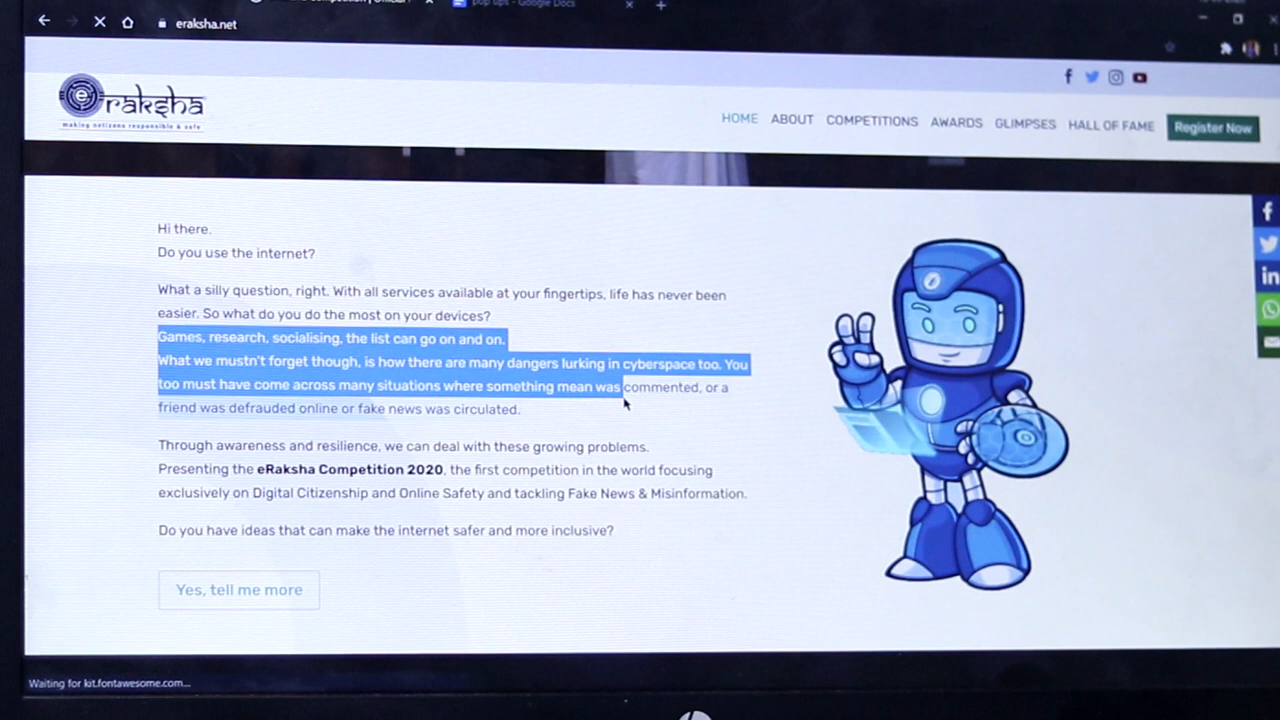 pop ups - Google Docs
eraksha.net
eraksha
making netizens responsible & safe
HOME ABOUT COMPETITIONS AWARDS GLIMPSES HALL OF FAME Register Now
Hi there.
Do you use the internet?
What a silly question, right. With all services available at your fingertips, life has never been
easier. So what do you do the most on your devices?
Games, research, socialising, the list can go on and on.
What we mustn't forget though, is how there are many dangers lurking in cyberspace too. You
too must have come across many situations where something mean was commented, or a
friend was defrauded online or fake news was circulated.
Through awareness and resilience, we can deal with these growing problems.
Presenting the eRaksha Competition 2020, the first competition in the world focusing
exclusively on Digital Citizenship and Online Safety and tackling Fake News & Misinformation.
Do you have ideas that can make the internet safer and more inclusive?
Yes, tell me more
Waiting for kit.fontawesome.com...
hp